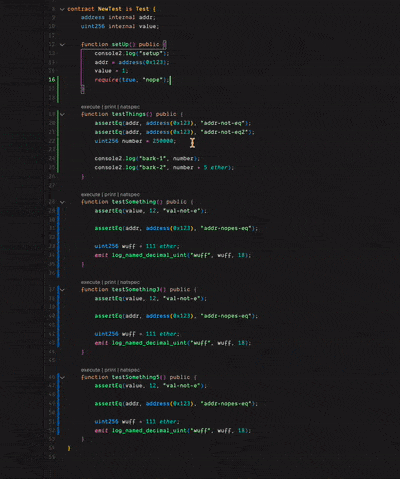 contract NewTest is Test {
address internal addr;
uint256 internal value;
function setUp() public {
console2.log("setup");
addr = address(0x123);
value = 1;
16 require(true, "nope");
}
execute | print | natspec
function testThings() public {
assertEq(addr, address(0x123), "addr-not-eq");
assertEq(addr, address(0x123), "addr-not-eq2");
uint256 number = 250000;
console2.log("bark-1", number);
console2.log("bark-2", number + 5 ether);
}
execute | print | natspec
function testSomething() public {
assertEq(value, 12, "val-not-e");
assertEq(addr, address(0x123), "addr-nopes-eq");
uint256 wuff = 111 ether;
emit log_named_decimal_uint("wuff", wuff, 18);
}
execute | print | natspec
function testSomething3() public {
assertEq(value, 12, "val-not-e");
assertEq(addr, address(0x123), "addr-nopes-eq");
uint256 wuff = 111 ether;
emit log_named_decimal_uint("wuff", wuff, 18);
}
execute | print | natspec
function testSomething5() public {
assertEq(value, 12, "val-not-e");
assertEq(addr, address(0x123), "addr-nopes-eq");
uint256 wuff = 111 ether;
emit log_named_decimal_uint("wuff", wuff, 18);
}
}